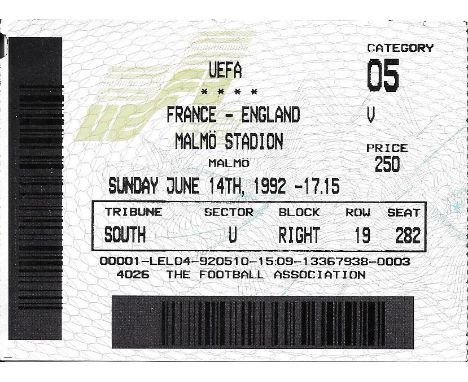 CATEGORY
UEFA 05
* * * *
FRANCE - ENGLAND V
MALMÖ STADION
PRICE
MALMÖ 250
SUNDAY JUNE 14TH, 1992 -17.15
TRIBUNE SECTOR BLOCK ROW SEAT
SOUTH U RIGHT 19 282
00001-LEL04-920510-15:09-13367938-0003
4026 THE FOOTBALL ASSOCIATION